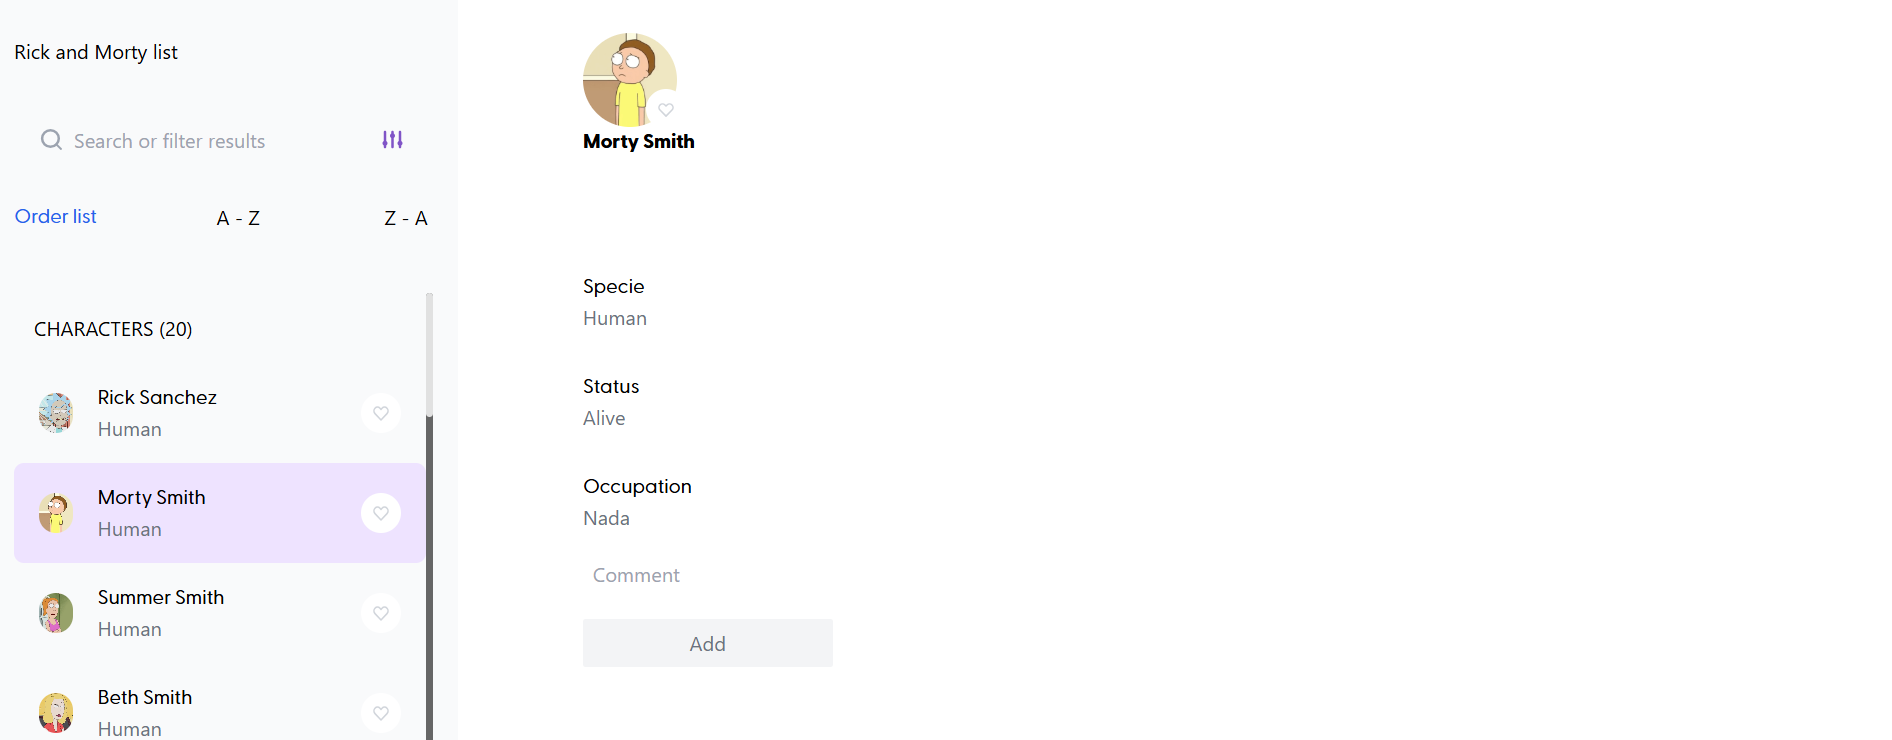 Rick and Morty list
Search or filter results
Order list A - Z Z - A
CHARACTERS (20)
Rick Sanchez
Human
Morty Smith
Human
Summer Smith
Human
Beth Smith
Human
Morty Smith
Specie
Human
Status
Alive
Occupation
Nada
Comment
Add